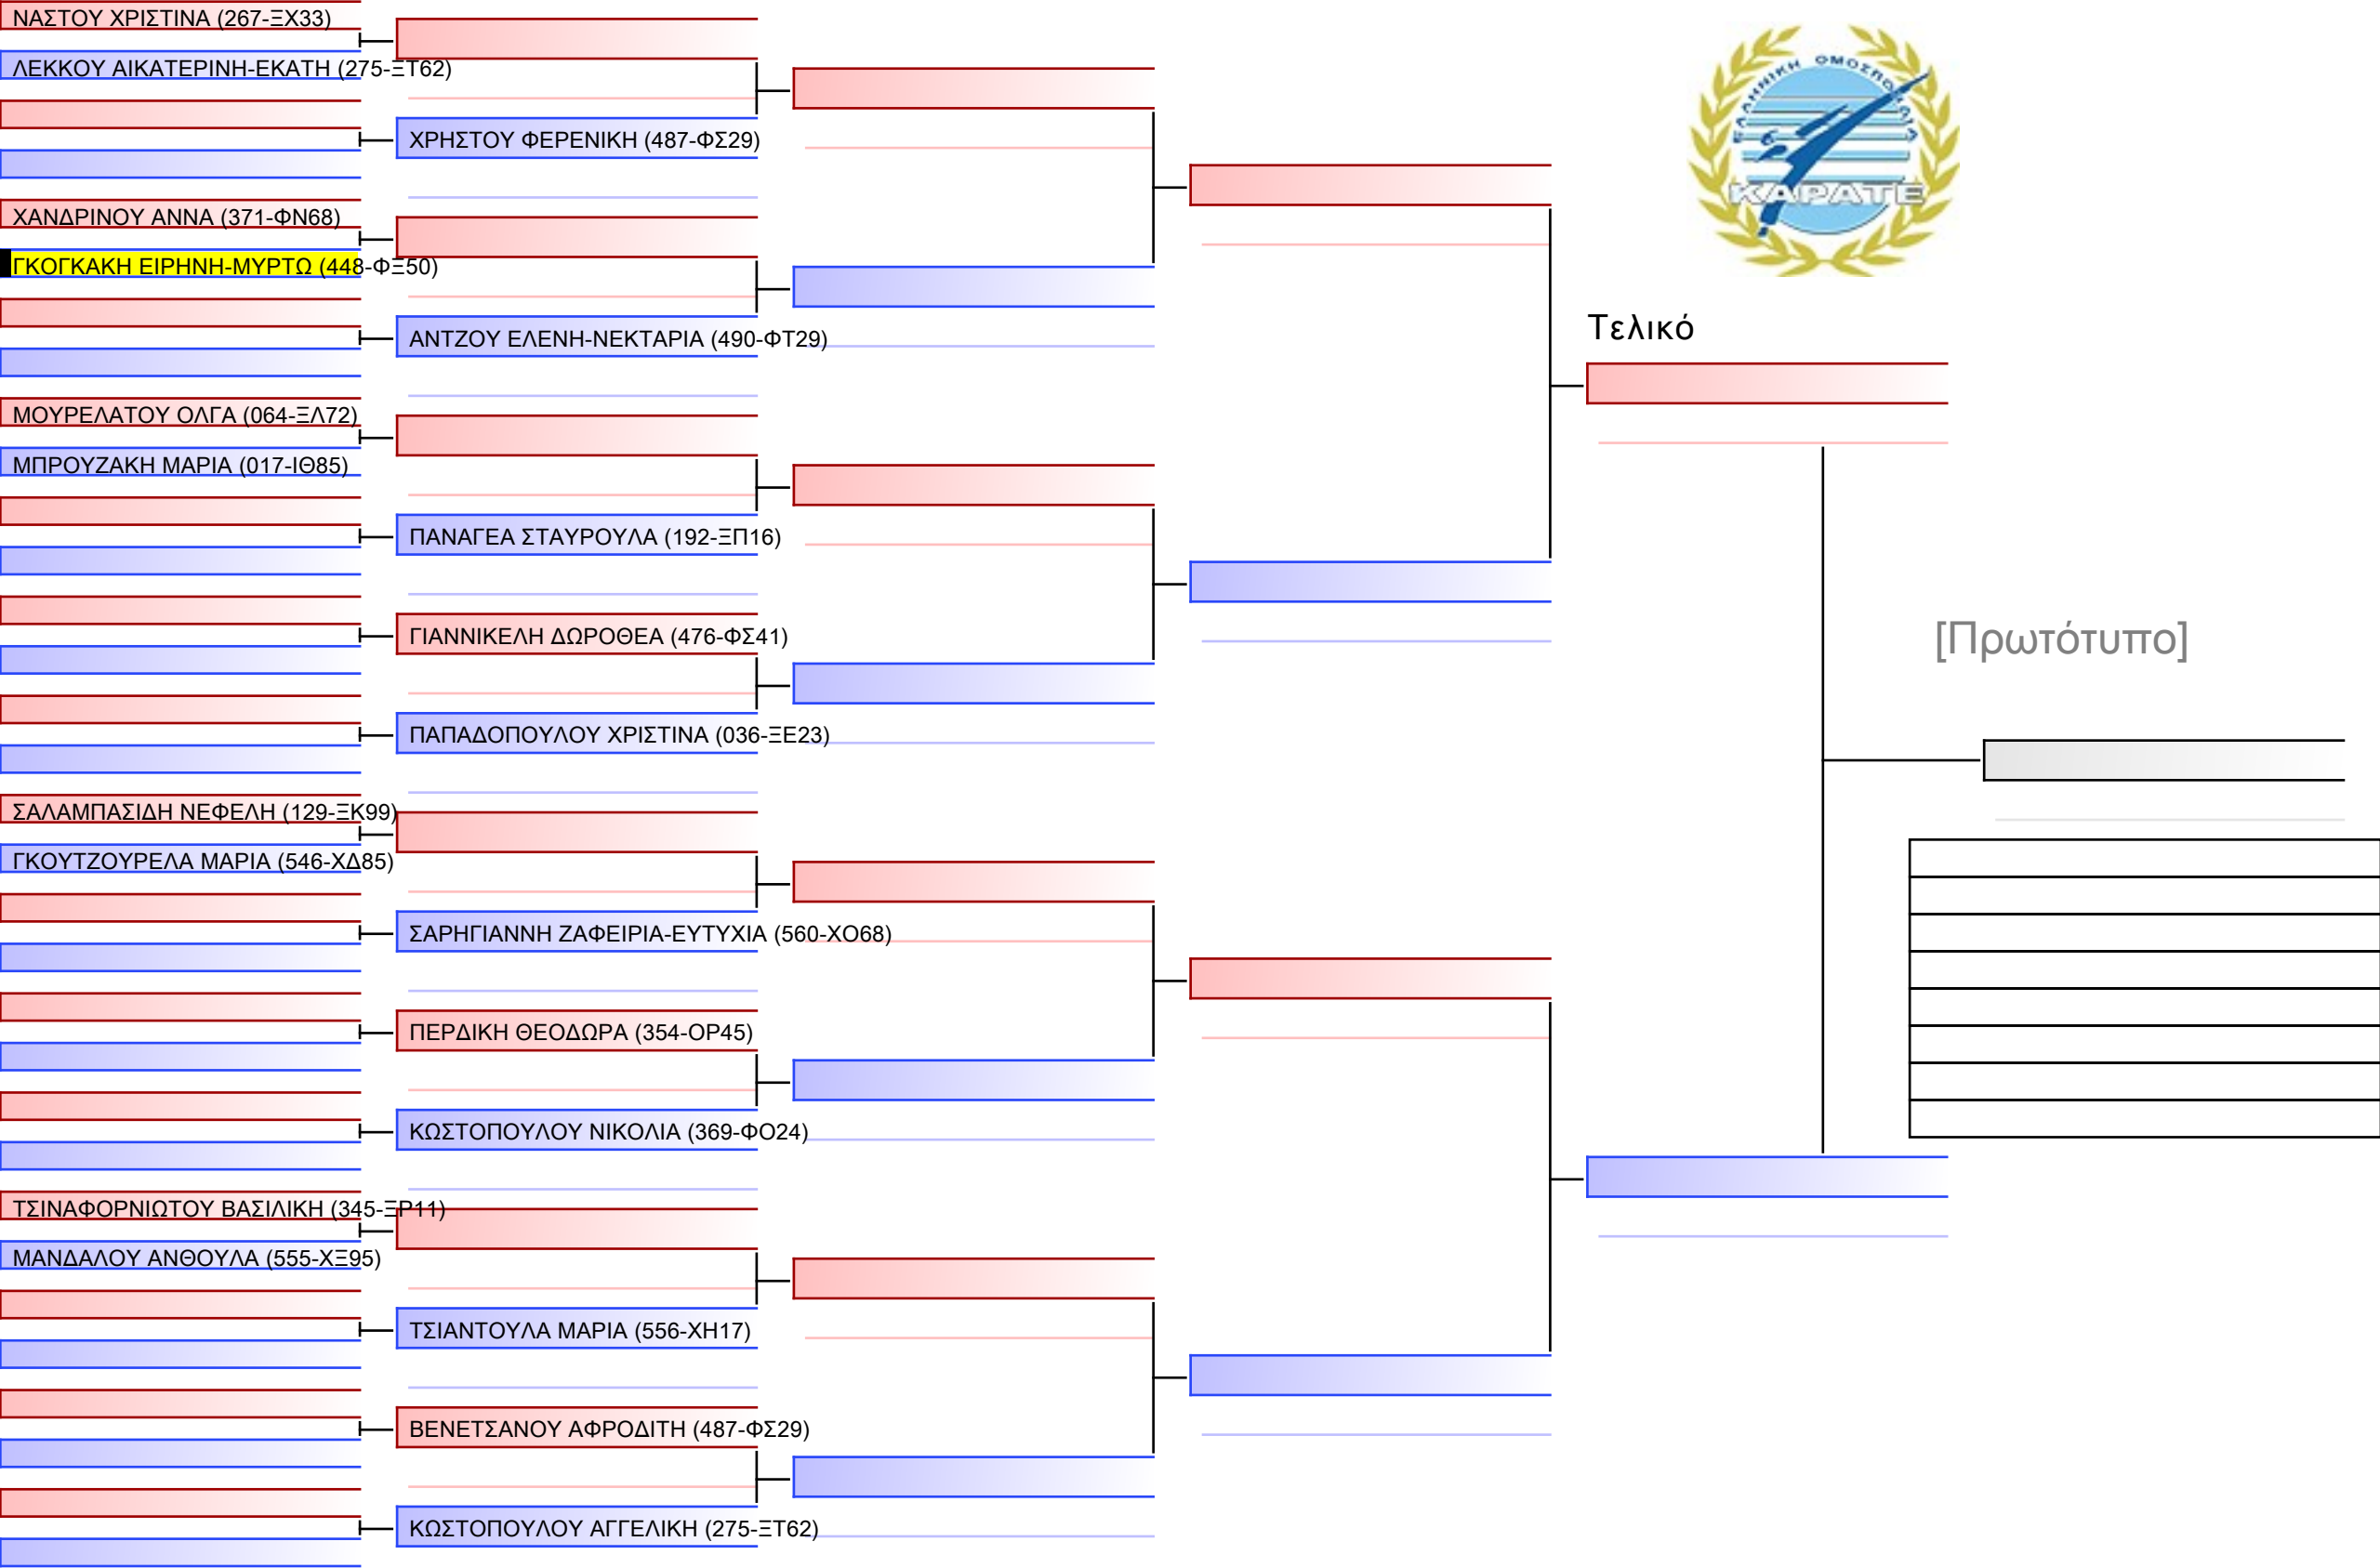 ΝΑΣΤΟΥ ΧΡΙΣΤΙΝΑ (267-ΞΧ33)
ΛΕΚΚΟΥ ΑΙΚΑΤΕΡΙΝΗ-ΕΚΑΤΗ (275-ΞΤ62)
ΧΡΗΣΤΟΥ ΦΕΡΕΝΙΚΗ (487-ΦΣ29)
ΧΑΝΔΡΙΝΟΥ ΑΝΝΑ (371-ΦΝ68)
ΓΚΟΓΚΑΚΗ ΕΙΡΗΝΗ-ΜΥΡΤΩ (448-ΦΞ50)
ΑΝΤΖΟΥ ΕΛΕΝΗ-ΝΕΚΤΑΡΙΑ (490-ΦΤ29)
ΜΟΥΡΕΛΑΤΟΥ ΟΛΓΑ (064-ΞΛ72)
ΜΠΡΟΥΖΑΚΗ ΜΑΡΙΑ (017-ΙΘ85)
ΠΑΝΑΓΕΑ ΣΤΑΥΡΟΥΛΑ (192-ΞΠ16)
ΓΙΑΝΝΙΚΕΛΗ ΔΩΡΟΘΕΑ (476-ΦΣ41)
ΠΑΠΑΔΟΠΟΥΛΟΥ ΧΡΙΣΤΙΝΑ (036-ΞΕ23)
ΣΑΛΑΜΠΑΣΙΔΗ ΝΕΦΕΛΗ (129-ΞΚ99)
ΓΚΟΥΤΖΟΥΡΕΛΑ ΜΑΡΙΑ (546-ΧΔ85)
ΣΑΡΗΓΙΑΝΝΗ ΖΑΦΕΙΡΙΑ-ΕΥΤΥΧΙΑ (560-ΧΟ68)
ΠΕΡΔΙΚΗ ΘΕΟΔΩΡΑ (354-ΟΡ45)
ΚΩΣΤΟΠΟΥΛΟΥ ΝΙΚΟΛΙΑ (369-ΦΟ24)
ΤΣΙΝΑΦΟΡΝΙΩΤΟΥ ΒΑΣΙΛΙΚΗ (345-ΞΡ11)
ΜΑΝΔΑΛΟΥ ΑΝΘΟΥΛΑ (555-ΧΞ95)
ΤΣΙΑΝΤΟΥΛΑ ΜΑΡΙΑ (556-ΧΗ17)
ΒΕΝΕΤΣΑΝΟΥ ΑΦΡΟΔΙΤΗ (487-ΦΣ29)
ΚΩΣΤΟΠΟΥΛΟΥ ΑΓΓΕΛΙΚΗ (275-ΞΤ62)
ΕΛΛΗΝΙΚΗ ΟΜΟΣΠΟΝΔΙΑ
ΚΑΡΑΤΕ
Τελικό
[Πρωτότυπο]